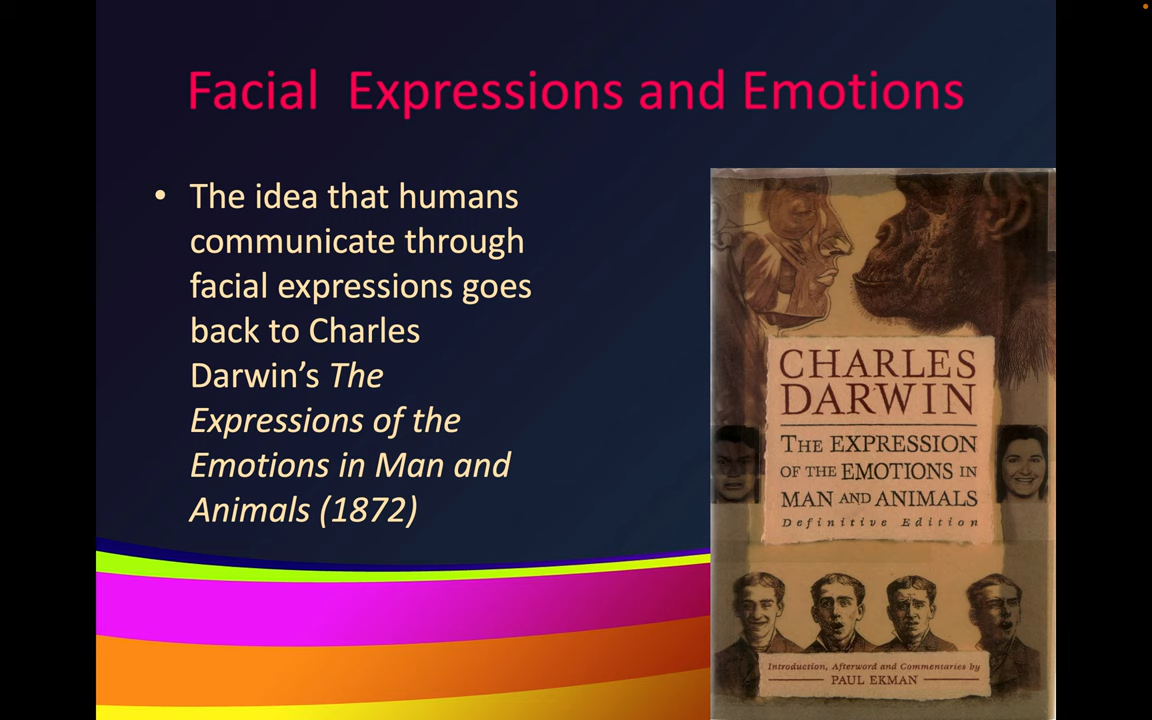 Facial  Expressions and Emotions
• The idea that humans
communicate through
facial expressions goes
back to Charles
Darwin’s The
Expressions of the
Emotions in Man and
Animals (1872)
CHARLES
DARWIN
THE EXPRESSION
OF THE EMOTIONS IN
MAN AND ANIMALS
Definitive Edition
Introduction, Afterword and Commentaries by
PAUL EKMAN